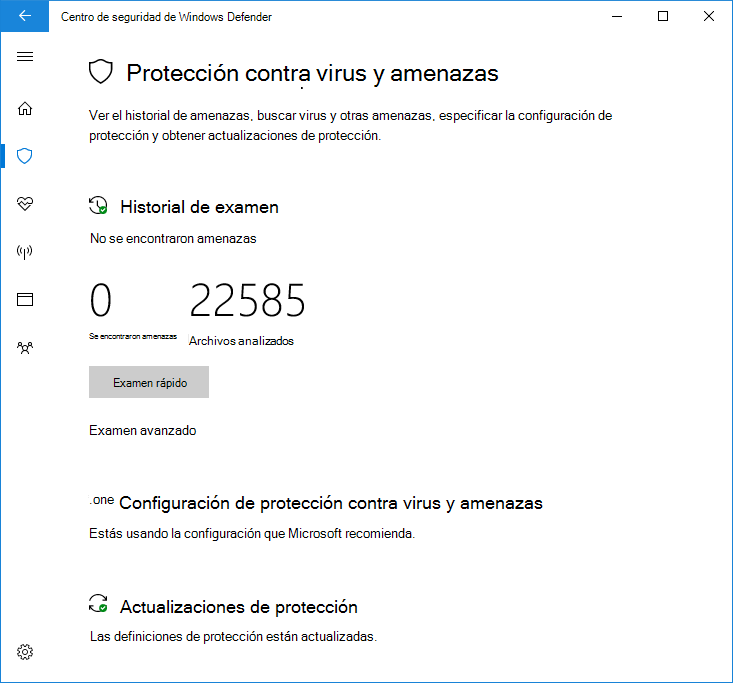 Centro de seguridad de Windows Defender
Protección contra virus y amenazas
Ver el historial de amenazas, buscar virus y otras amenazas, especificar la configuración de
protección y obtener actualizaciones de protección.
Historial de examen
No se encontraron amenazas
0 22585
Se encontraron amenazas Archivos analizados
Examen rápido
Examen avanzado
.one Configuración de protección contra virus y amenazas
Estás usando la configuración que Microsoft recomienda.
Actualizaciones de protección
Las definiciones de protección están actualizadas.